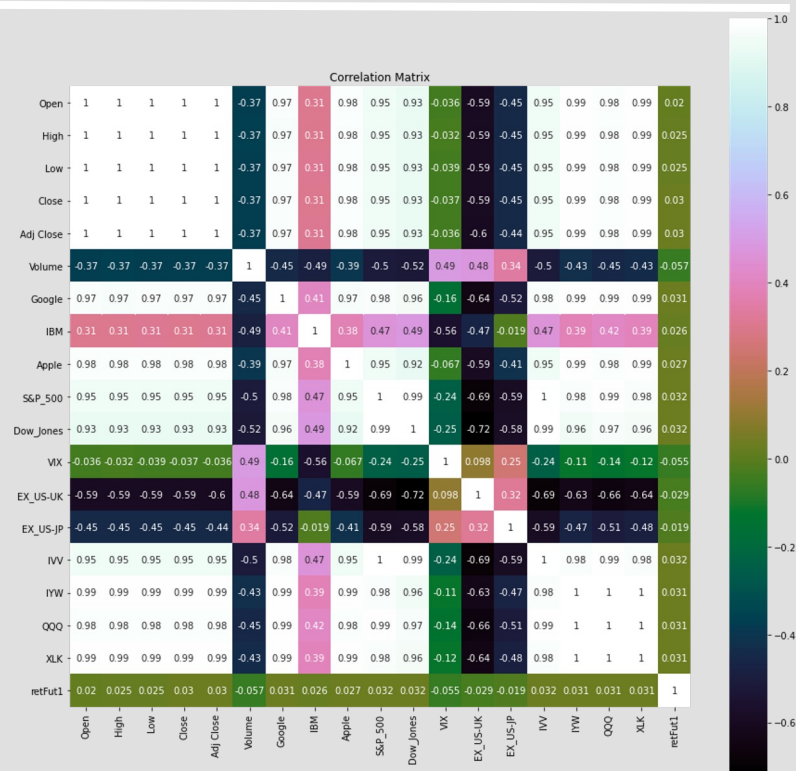 Correlation Matrix
1.0
Open 1 1 1 1 1 -0.37 0.97 0.31 0.98 0.95 0.93 -0.036 -0.59 -0.45 0.95 0.99 0.98 0.99 0.02
High 1 1 1 1 1 -0.37 0.97 0.31 0.98 0.95 0.93 -0.032 -0.59 -0.45 0.95 0.99 0.98 0.99 0.025
0.8
Low 1 1 1 1 1 -0.37 0.97 0.31 0.98 0.95 0.93 -0.039 -0.59 -0.45 0.95 0.99 0.98 0.99 0.025
Close 1 1 1 1 1 -0.37 0.97 0.31 0.98 0.95 0.93 -0.037 -0.59 -0.45 0.95 0.99 0.98 0.99 0.03
0.6
Adj Close 1 1 1 1 1 -0.37 0.97 0.31 0.98 0.95 0.93 -0.036 -0.6 -0.44 0.95 0.99 0.98 0.99 0.03
Volume -0.37 -0.37 -0.37 -0.37 -0.37 1 -0.45 -0.49 -0.39 -0.5 -0.52 0.49 0.48 0.34 -0.5 -0.43 -0.45 -0.43 -0.057
0.4
Google 0.97 0.97 0.97 0.97 0.97 -0.45 1 0.41 0.97 0.98 0.96 -0.16 -0.64 -0.52 0.98 0.99 0.99 0.99 0.031
IBM 0.31 0.31 0.31 0.31 0.31 -0.49 0.41 1 0.38 0.47 0.49 -0.56 -0.47 -0.019 0.47 0.39 0.42 0.39 0.026
Apple 0.98 0.98 0.98 0.98 0.98 -0.39 0.97 0.38 1 0.95 0.92 -0.067 -0.59 -0.41 0.95 0.99 0.98 0.99 0.027
0.2
S&P_500 0.95 0.95 0.95 0.95 0.95 -0.5 0.98 0.47 0.95 1 0.99 -0.24 -0.69 -0.59 1 0.98 0.99 0.98 0.032
Dow_Jones 0.93 0.93 0.93 0.93 0.93 -0.52 0.96 0.49 0.92 0.99 1 -0.25 -0.72 -0.58 0.99 0.96 0.97 0.96 0.032
0.0
VIX -0.036 -0.032 -0.039 -0.037 -0.036 0.49 -0.16 -0.56 -0.067 -0.24 -0.25 1 0.098 0.25 -0.24 -0.11 -0.14 -0.12 -0.055
EX_US-UK -0.59 -0.59 -0.59 -0.59 -0.6 0.48 -0.64 -0.47 -0.59 -0.69 -0.72 0.098 1 0.32 -0.69 -0.63 -0.66 -0.64 -0.029
EX_US-JP -0.45 -0.45 -0.45 -0.45 -0.44 0.34 -0.52 -0.019 -0.41 -0.59 -0.58 0.25 0.32 1 -0.59 -0.47 -0.51 -0.48 -0.019
-0.2
IVV 0.95 0.95 0.95 0.95 0.95 -0.5 0.98 0.47 0.95 1 0.99 -0.24 -0.69 -0.59 1 0.98 0.99 0.98 0.032
IYW 0.99 0.99 0.99 0.99 0.99 -0.43 0.99 0.39 0.99 0.98 0.96 -0.11 -0.63 -0.47 0.98 1 1 1 0.031
QQQ 0.98 0.98 0.98 0.98 0.98 -0.45 0.99 0.42 0.98 0.99 0.97 -0.14 -0.66 -0.51 0.99 1 1 1 0.031
-0.4
XLK 0.99 0.99 0.99 0.99 0.99 -0.43 0.99 0.39 0.99 0.98 0.96 -0.12 -0.64 -0.48 0.98 1 1 1 0.031
retFut1 0.02 0.025 0.025 0.03 0.03 -0.057 0.031 0.026 0.027 0.032 0.032 -0.055 -0.029 -0.019 0.032 0.031 0.031 0.031 1
-0.6
Open High Low Close Adj Close Volume Google IBM Apple S&P_500 Dow_Jones VIX EX_US-UK EX_US-JP IVV IYW QQQ XLK retFut1